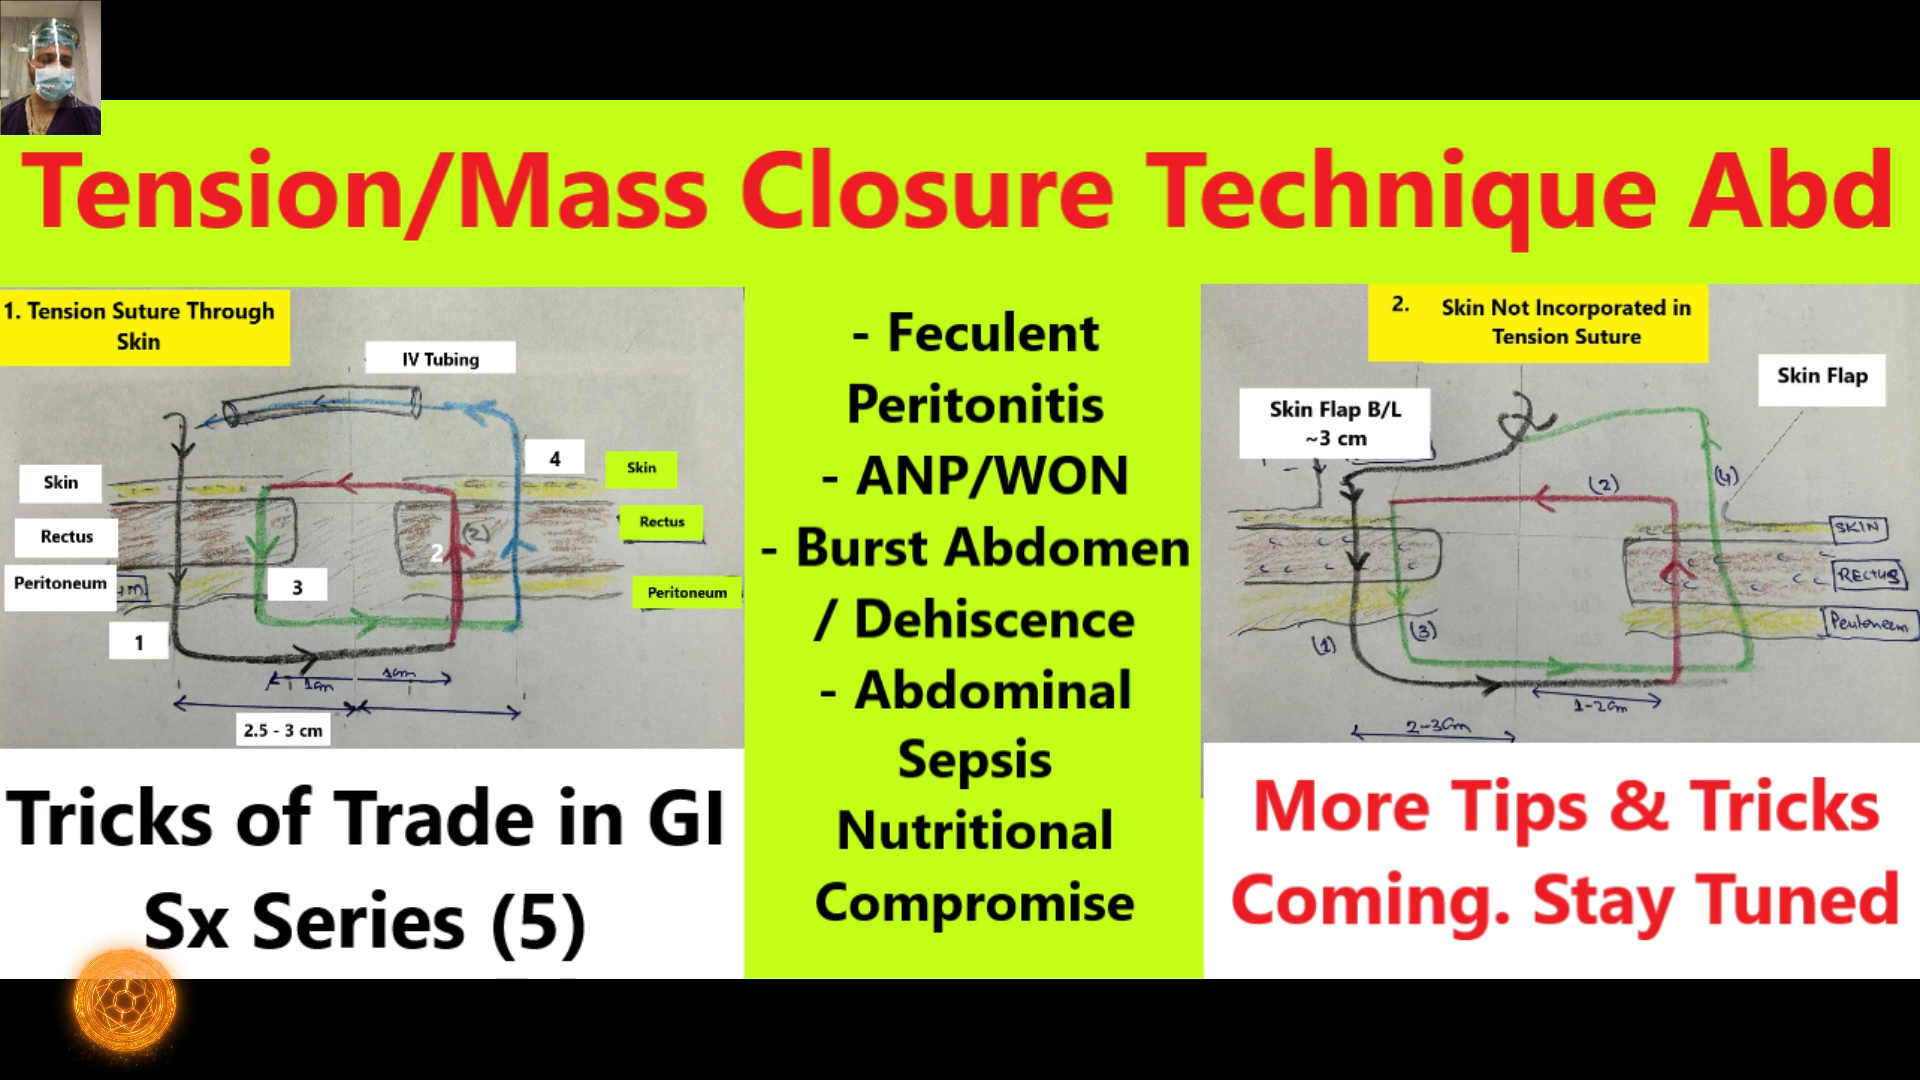 Tension/Mass Closure Technique Abd
1. Tension Suture Through
Skin
IV Tubing
4
Skin
Skin
Rectus
Rectus
(2)
2
Peritoneum
3
Peritoneum
1
1cm
1cm
2.5 - 3 cm
- Feculent
Peritonitis
- ANP/WON
- Burst Abdomen
/ Dehiscence
- Abdominal
Sepsis
Nutritional
Compromise
2. Skin Not Incorporated in
Tension Suture
Skin Flap
Skin Flap B/L
~3 cm
(2)
(4)
SKIN
RECTUS
Peritoneum
(1)
(3)
1-2cm
2-3cm
Tricks of Trade in GI
Sx Series (5)
More Tips & Tricks
Coming. Stay Tuned